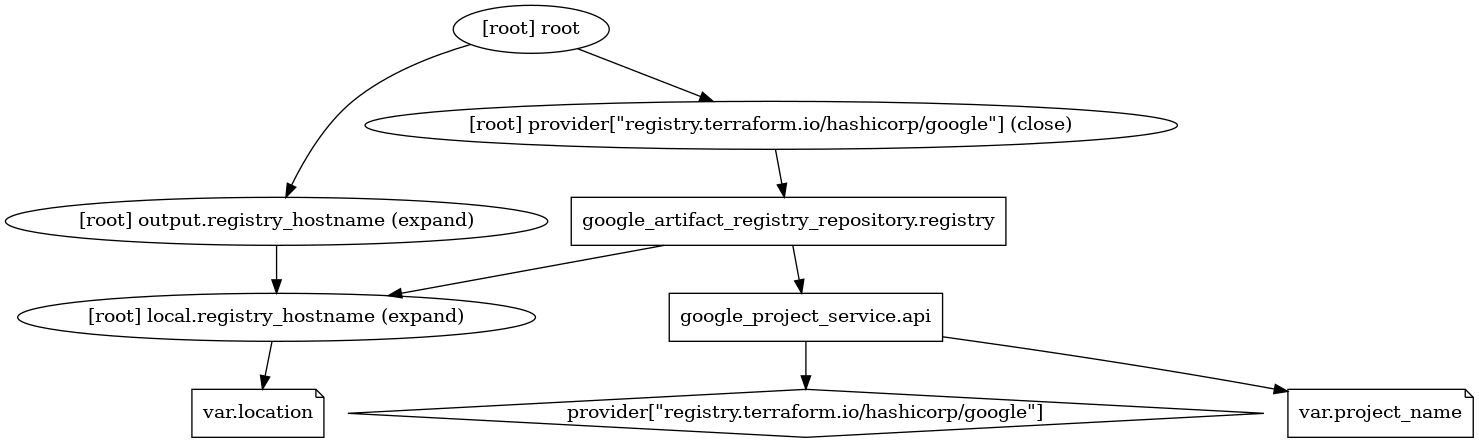 [root] root
[root] provider["registry.terraform.io/hashicorp/google"] (close)
[root] output.registry_hostname (expand)
google_artifact_registry_repository.registry
[root] local.registry_hostname (expand)
google_project_service.api
var.location
provider["registry.terraform.io/hashicorp/google"]
var.project_name